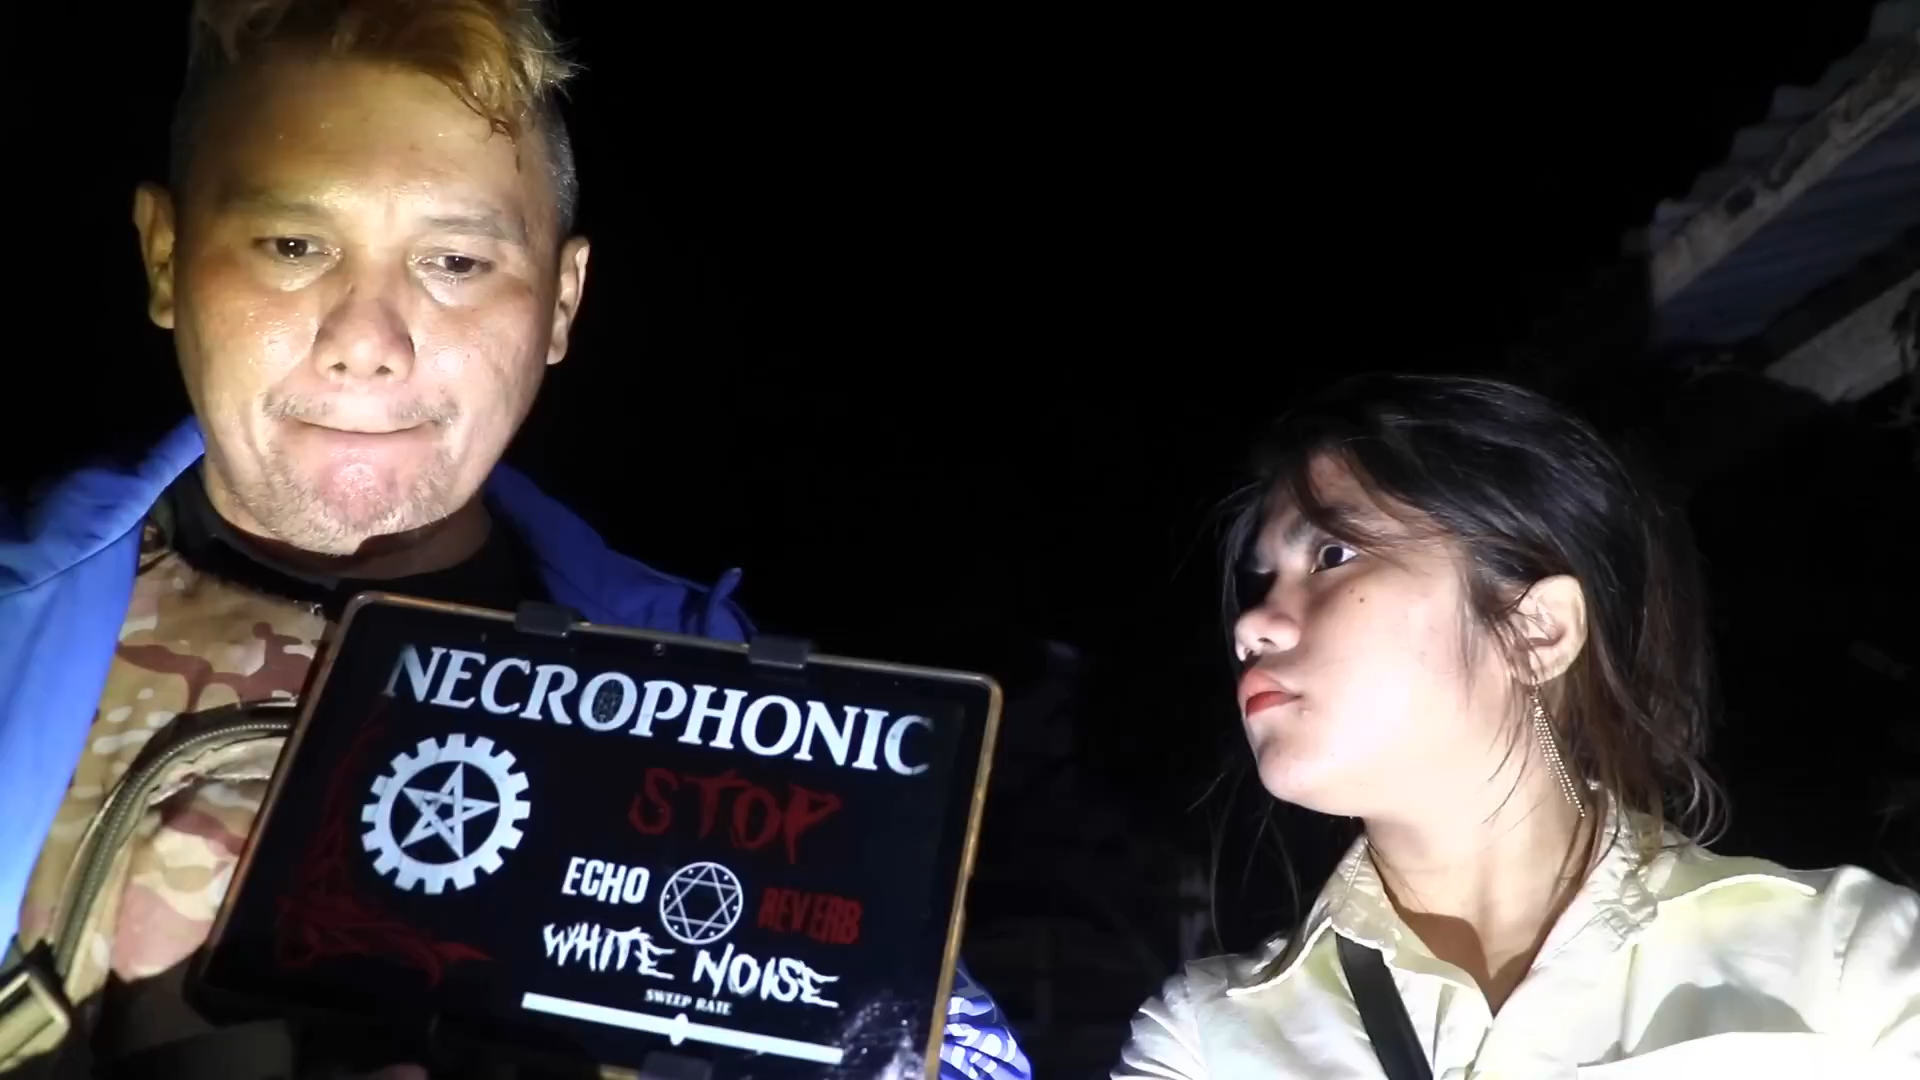 NECROPHONIC
STOP
ECHO REVERB
WHITE NOISE
SWEEP RATE